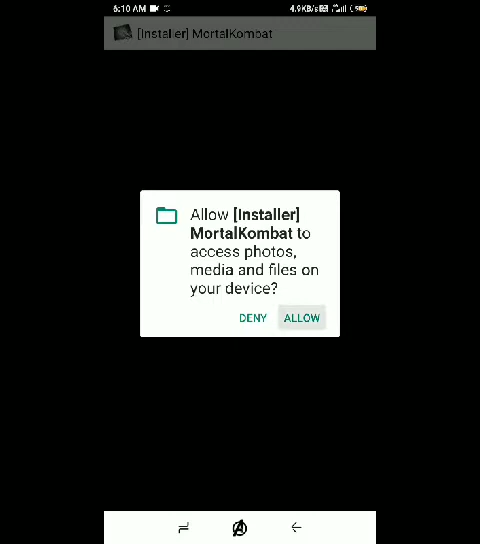 6:10 AM 4.9KB/s
[Installer] MortalKombat
Allow [Installer]
MortalKombat to
access photos,
media and files on
your device?
DENY ALLOW